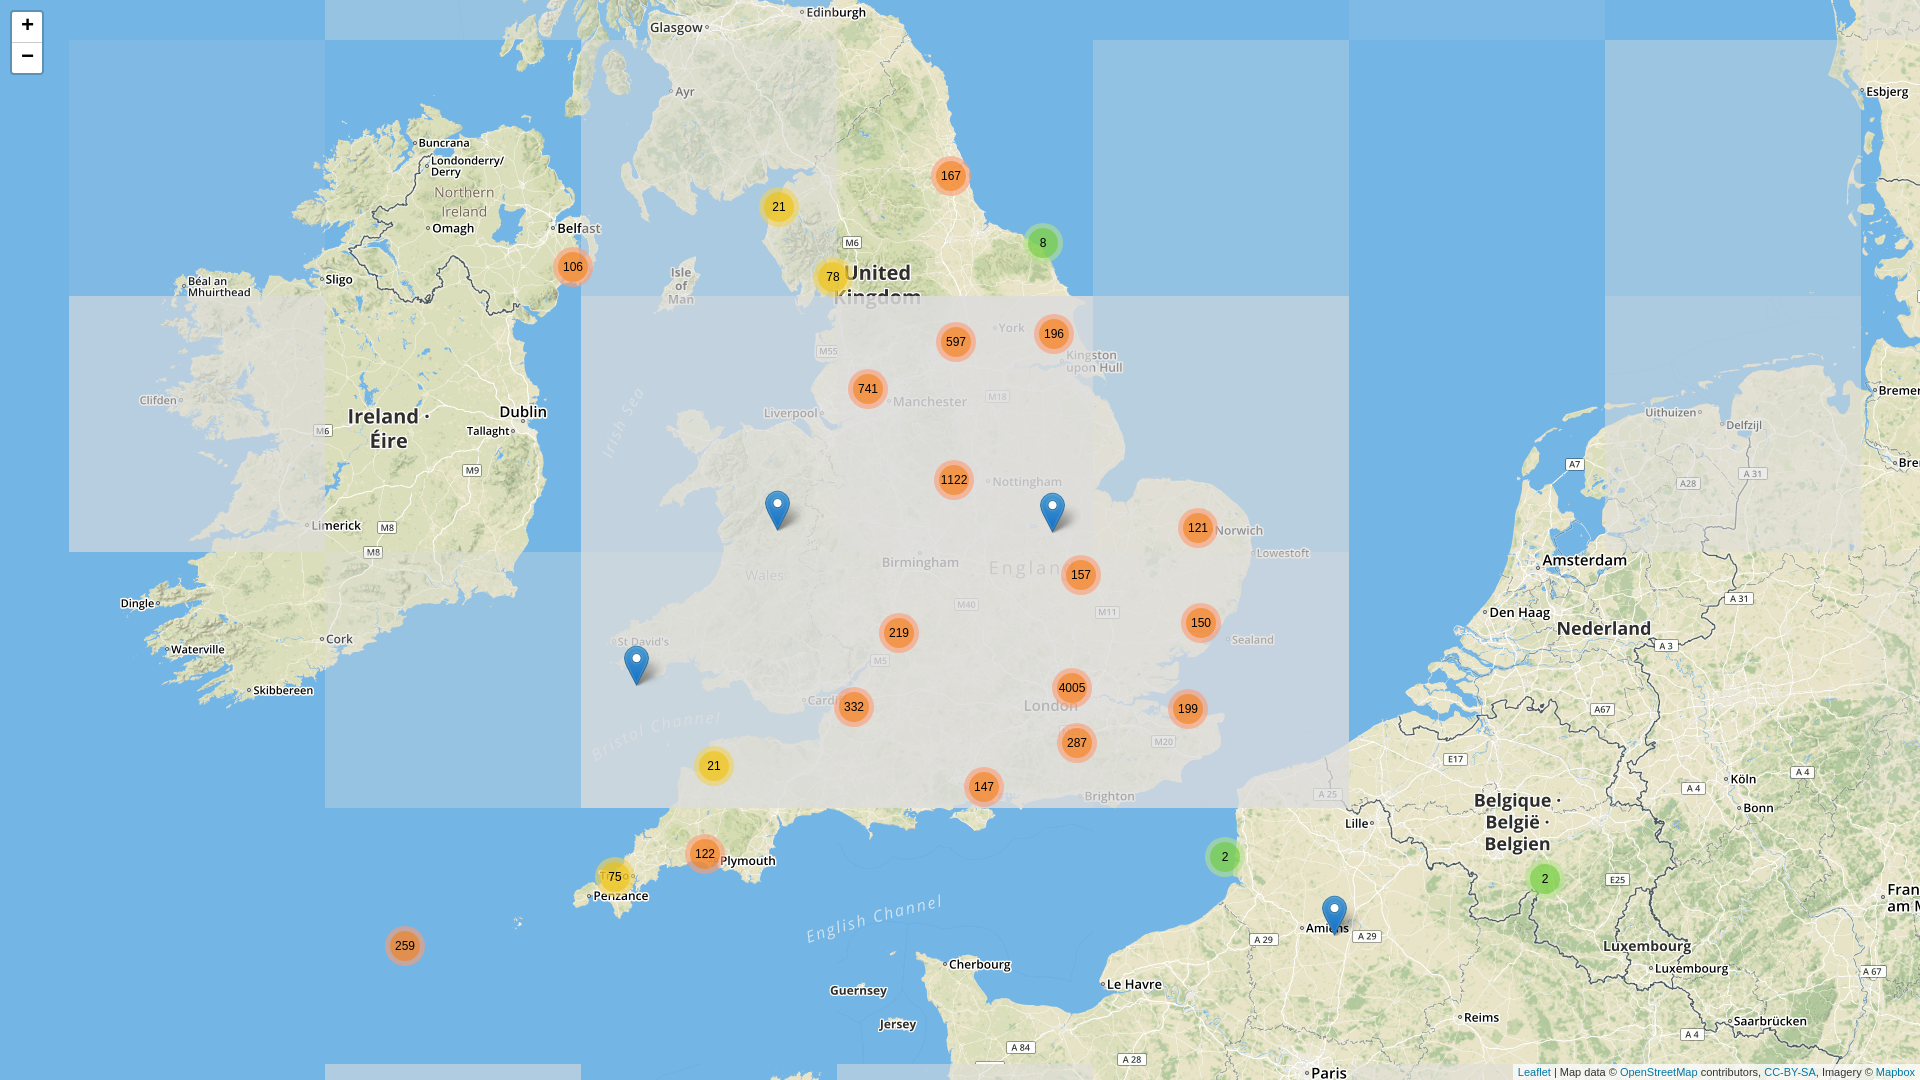 +
−
Edinburgh
Glasgow
Ayr
Esbjerg
Buncrana
Londonderry/
Derry
167
Northern
Ireland
21
Omagh
Belfast
M6
8
106
78
United
Kingdom
Isle
of
Man
Sligo
Béal an
Mhuirthead
York
196
597
M55
Kingston
upon Hull
741
M18
Manchester
Bremer
Clifden
Irish Sea
Liverpool
Dublin
Uithuizen
Delfzijl
Ireland ·
Éire
Tallaght
M6
M9
A7
A 31
A28
1122
Nottingham
Limerick
M8
M8
121
Norwich
Lowestoft
Birmingham
England
Amsterdam
Wales
157
Dingle
M40
M11
A 31
Den Haag
150
Nederland
219
Cork
St David's
Sealand
A 3
Waterville
M5
Skibbereen
4005
Cardi
332
London
199
A67
Bristol Channel
287
M20
E17
21
147
Brighton
A 25
A 4
Köln
A 4
Bonn
Belgique ·
België ·
Belgien
Lille
122
Plymouth
2
75
Penzance
2
E25
English Channel
Amiens
A 29
A 29
259
Luxembourg
Cherbourg
Luxembourg
A 67
Le Havre
Guernsey
Jersey
Reims
Saarbrücken
A 84
A 28
A 4
Paris
Leaflet | Map data © OpenStreetMap contributors, CC-BY-SA, Imagery © Mapbox